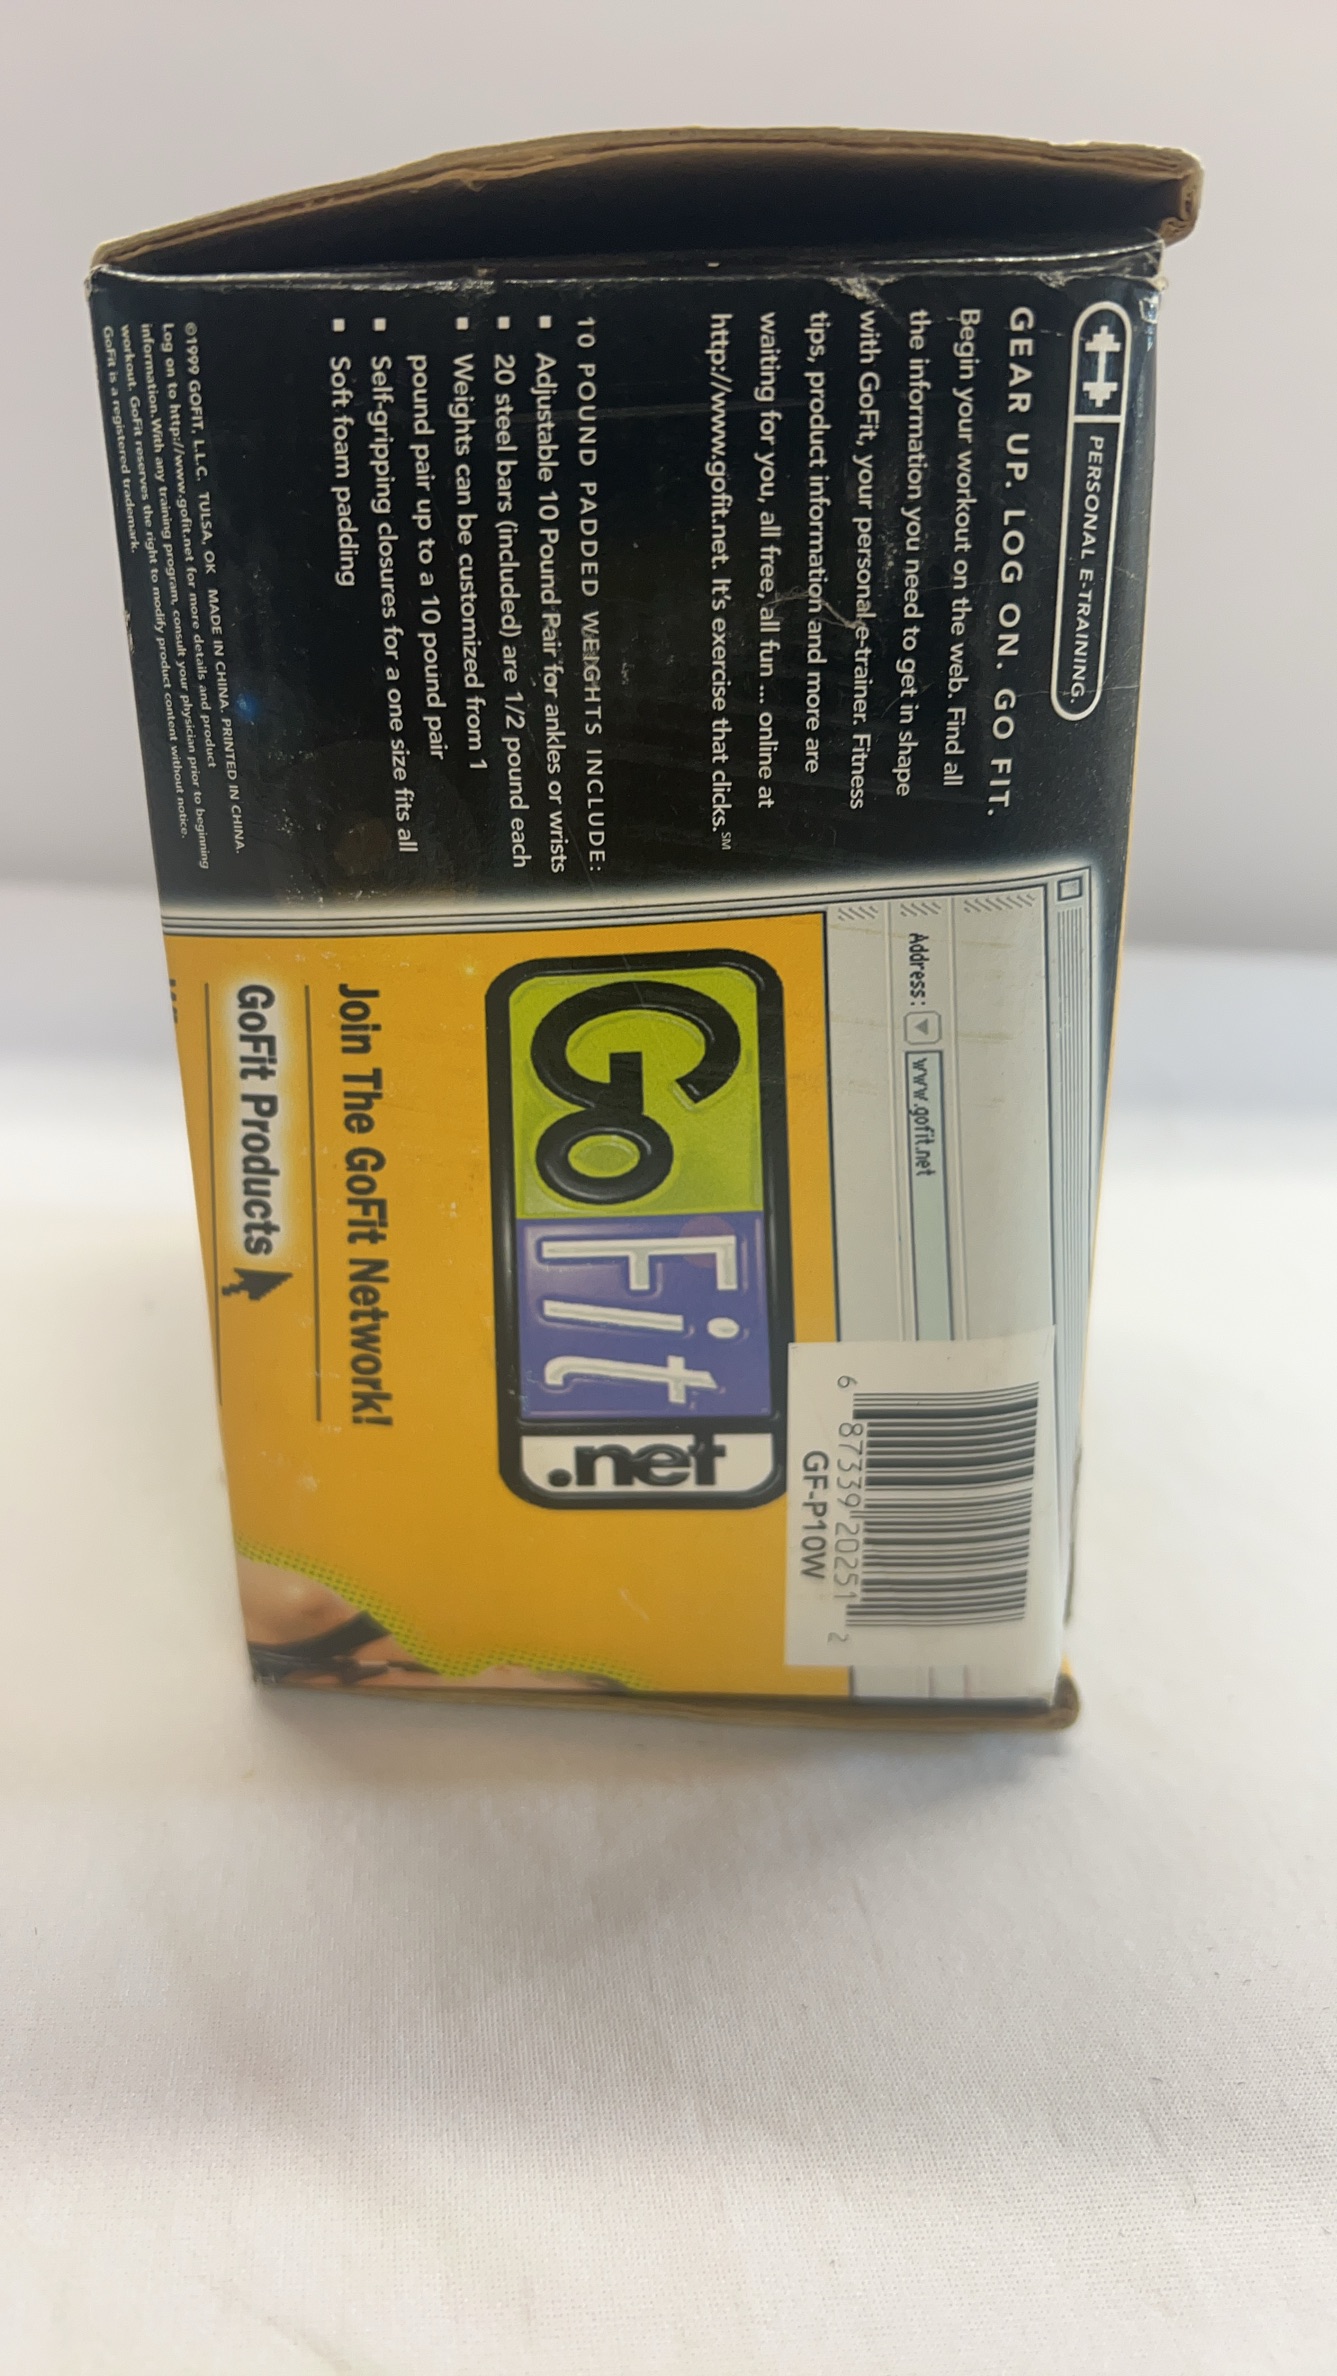 PERSONAL E-TRAINING.
GEAR UP. LOG ON. GO FIT.
Begin your workout on the web. Find all
the information you need to get in shape
with GoFit, your personal e-trainer. Fitness
tips, product information and more are
waiting for you, all free, all fun ... online at
http://www.gofit.net. It's exercise that clicks.℠
10 POUND PADDED WEIGHTS INCLUDE:
▪ Adjustable 10 Pound Pair for ankles or wrists
▪ 20 steel bars (included) are 1/2 pound each
▪ Weights can be customized from 1
pound pair up to a 10 pound pair
▪ Self-gripping closures for a one size fits all
▪ Soft foam padding
©1999 GOFIT, L.L.C. TULSA, OK MADE IN CHINA. PRINTED IN CHINA.
Log on to http://www.gofit.net for more details and product
information. With any training program, consult your physician prior to beginning
workout. GoFit reserves the right to modify product content without notice.
GoFit is a registered trademark.
Address: www.gofit.net
6 87339 20251 2
GF-P10W
GoFit.net
Join The GoFit Network!
GoFit Products